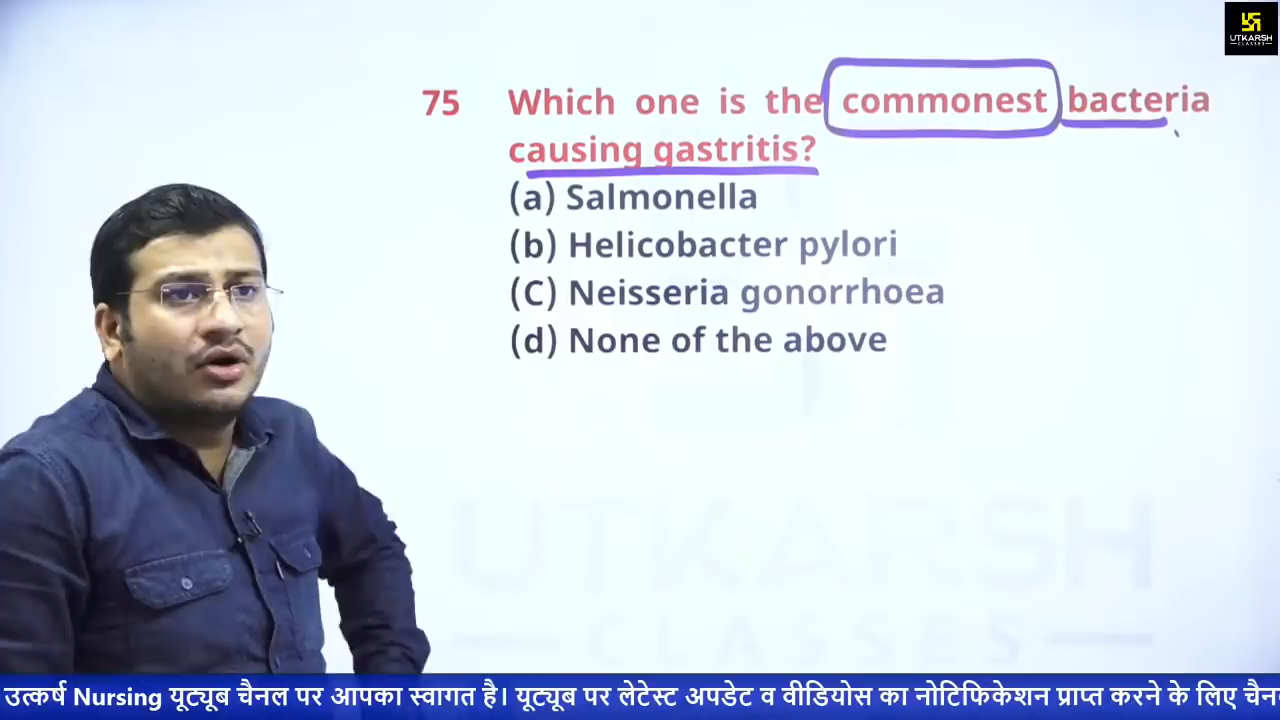 UTKARSH
CLASSES
75 Which one is the commonest bacteria
causing gastritis?
(a) Salmonella
(b) Helicobacter pylori
(C) Neisseria gonorrhoea
(d) None of the above
UTKARSH
CLASSES
उत्कर्ष Nursing यूट्यूब चैनल पर आपका स्वागत है। यूट्यूब पर लेटेस्ट अपडेट व वीडियोस का नोटिफिकेशन प्राप्त करने के लिए